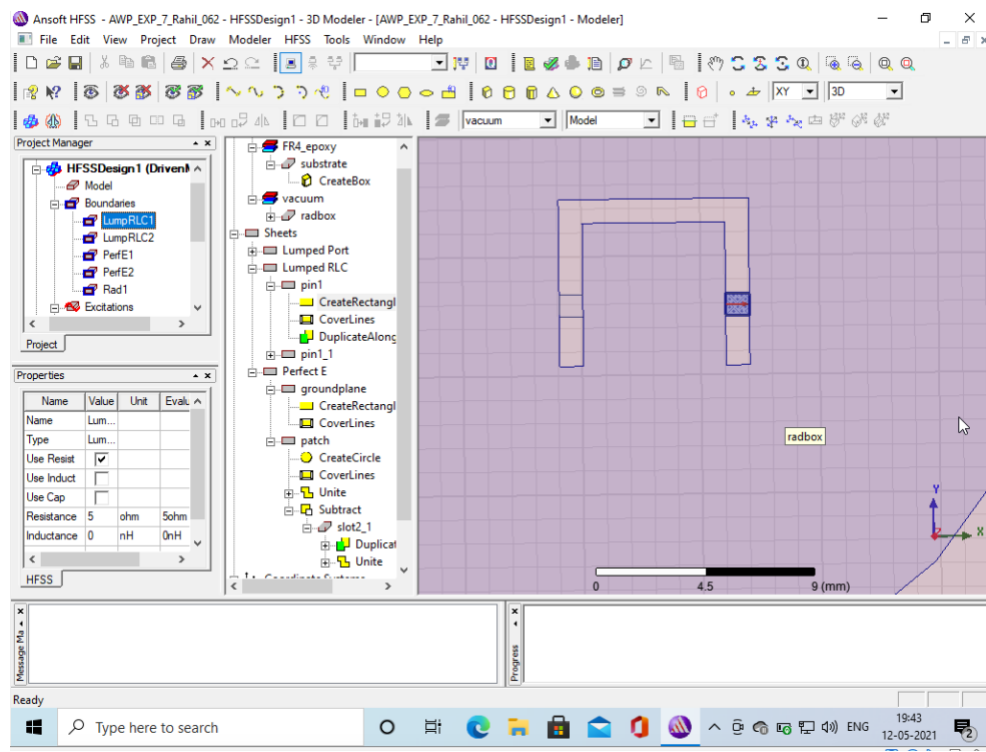 Ansoft HFSS - AWP_EXP_7_Rahil_062 - HFSSDesign1 - 3D Modeler - [AWP_EXP_7_Rahil_062 - HFSSDesign1 - Modeler]
File Edit View Project Draw Modeler HFSS Tools Window Help
XY 3D
vacuum Model
Project Manager
HFSSDesign1 (DrivenM
Model
Boundaries
LumpRLC1
LumpRLC2
PerfE1
PerfE2
Rad1
Excitations
Project
Properties
Name Value Unit Evalu
Name Lum...
Type Lum...
Use Resist
Use Induct
Use Cap
Resistance 5 ohm 5ohm
Inductance 0 nH 0nH
HFSS
FR4_epoxy
substrate
CreateBox
vacuum
radbox
Sheets
Lumped Port
Lumped RLC
pin1
CreateRectangl
CoverLines
DuplicateAlong
pin1_1
Perfect E
groundplane
CreateRectangl
CoverLines
patch
CreateCircle
CoverLines
Unite
Subtract
slot2_1
Duplicat
Unite
Coordinate Systems
radbox
Y
Z
X
0 4.5 9 (mm)
Message Ma
Progress
Ready
Type here to search
ENG
19:43
12-05-2021
2